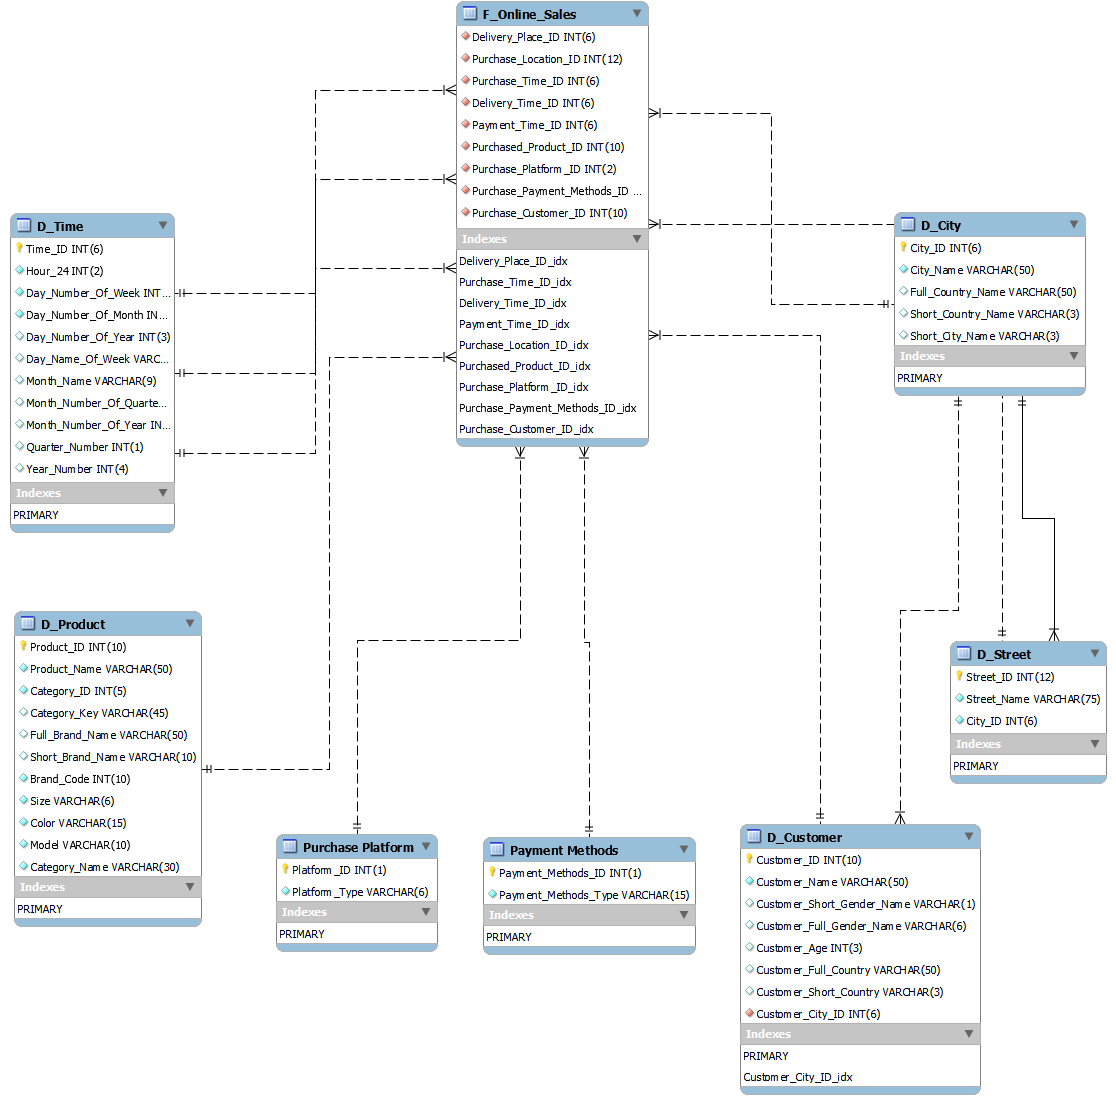 F_Online_Sales
Delivery_Place_ID INT(6)
Purchase_Location_ID INT(12)
Purchase_Time_ID INT(6)
Delivery_Time_ID INT(6)
Payment_Time_ID INT(6)
Purchased_Product_ID INT(10)
Purchase_Platform_ID INT(2)
Purchase_Payment_Methods_ID ...
Purchase_Customer_ID INT(10)
Indexes
Delivery_Place_ID_idx
Purchase_Time_ID_idx
Delivery_Time_ID_idx
Payment_Time_ID_idx
Purchase_Location_ID_idx
Purchased_Product_ID_idx
Purchase_Platform_ID_idx
Purchase_Payment_Methods_ID_idx
Purchase_Customer_ID_idx
D_Time
Time_ID INT(6)
Hour_24 INT(2)
Day_Number_Of_Week INT...
Day_Number_Of_Month IN...
Day_Number_Of_Year INT(3)
Day_Name_Of_Week VARC...
Month_Name VARCHAR(9)
Month_Number_Of_Quarte...
Month_Number_Of_Year IN...
Quarter_Number INT(1)
Year_Number INT(4)
Indexes
PRIMARY
D_City
City_ID INT(6)
City_Name VARCHAR(50)
Full_Country_Name VARCHAR(50)
Short_Country_Name VARCHAR(3)
Short_City_Name VARCHAR(3)
Indexes
PRIMARY
D_Product
Product_ID INT(10)
Product_Name VARCHAR(50)
Category_ID INT(5)
Category_Key VARCHAR(45)
Full_Brand_Name VARCHAR(50)
Short_Brand_Name VARCHAR(10)
Brand_Code INT(10)
Size VARCHAR(6)
Color VARCHAR(15)
Model VARCHAR(10)
Category_Name VARCHAR(30)
Indexes
PRIMARY
D_Street
Street_ID INT(12)
Street_Name VARCHAR(75)
City_ID INT(6)
Indexes
PRIMARY
Purchase Platform
Platform_ID INT(1)
Platform_Type VARCHAR(6)
Indexes
PRIMARY
Payment Methods
Payment_Methods_ID INT(1)
Payment_Methods_Type VARCHAR(15)
Indexes
PRIMARY
D_Customer
Customer_ID INT(10)
Customer_Name VARCHAR(50)
Customer_Short_Gender_Name VARCHAR(1)
Customer_Full_Gender_Name VARCHAR(6)
Customer_Age INT(3)
Customer_Full_Country VARCHAR(50)
Customer_Short_Country VARCHAR(3)
Customer_City_ID INT(6)
Indexes
PRIMARY
Customer_City_ID_idx